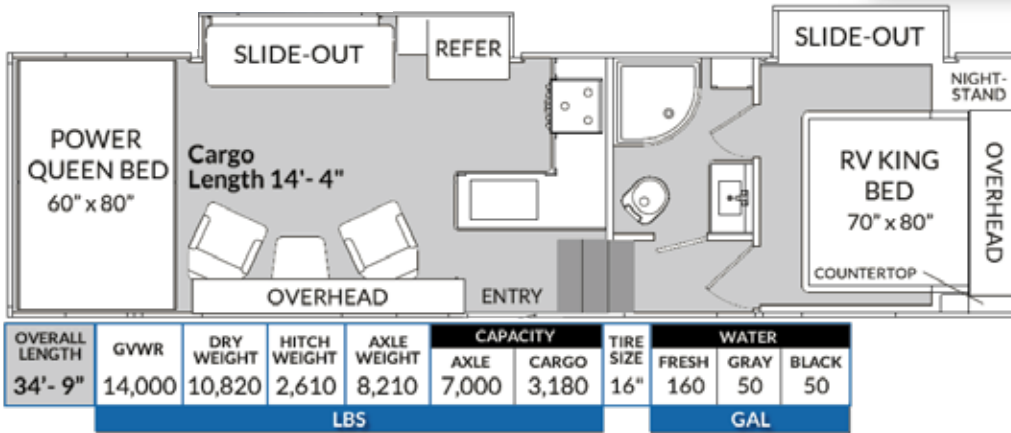 SLIDE-OUT
REFER
SLIDE-OUT
NIGHT-
STAND
POWER
QUEEN BED
60" x 80"
Cargo
Length 14'- 4"
RV KING
BED
70" x 80"
OVERHEAD
COUNTERTOP
OVERHEAD
ENTRY
OVERALL LENGTH GVWR DRY WEIGHT HITCH WEIGHT AXLE WEIGHT CAPACITY AXLE CARGO TIRE SIZE WATER FRESH GRAY BLACK
34'- 9" 14,000 10,820 2,610 8,210 7,000 3,180 16" 160 50 50
LBS GAL